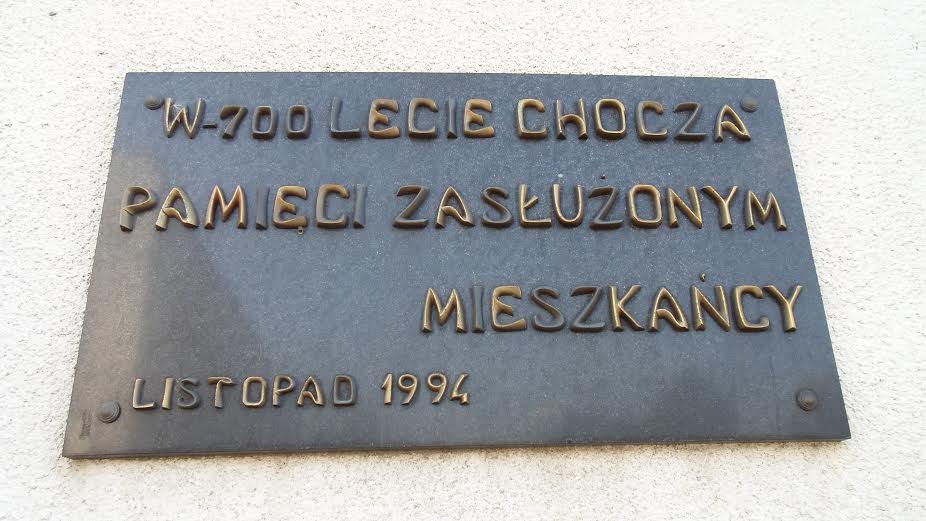 W-700 LECIE CHOCZA
PAMIĘCI ZASŁUŻONYM
MIESZKAŃCY
LISTOPAD 1994